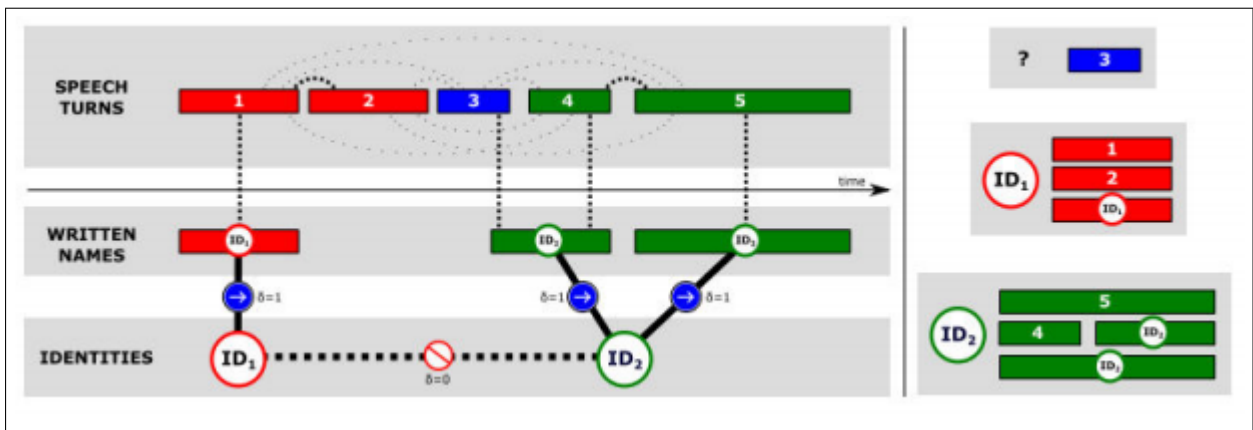 SPEECH
TURNS
1
2
3
4
5
time
WRITTEN
NAMES
ID₁
ID₂
ID₂
δ=1
δ=1
δ=1
IDENTITIES
ID₁
ID₂
δ=0
?
3
ID₁
1
2
ID₁
ID₂
5
4
ID₂
ID₂